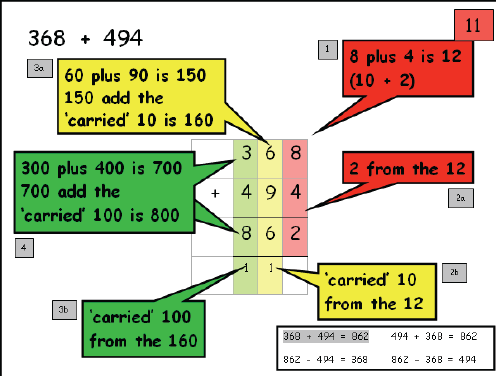 11
368 + 494
1
8 plus 4 is 12
(10 + 2)
3a
60 plus 90 is 150
150 add the
‘carried’ 10 is 160
300 plus 400 is 700
700 add the
‘carried’ 100 is 800
4
3 6 8
+ 4 9 4
8 6 2
1 1
2 from the 12
2a
‘carried’ 10
from the 12
2b
3b
‘carried’ 100
from the 160
368 + 494 = 862 494 + 368 = 862
862 - 494 = 368 862 - 368 = 494